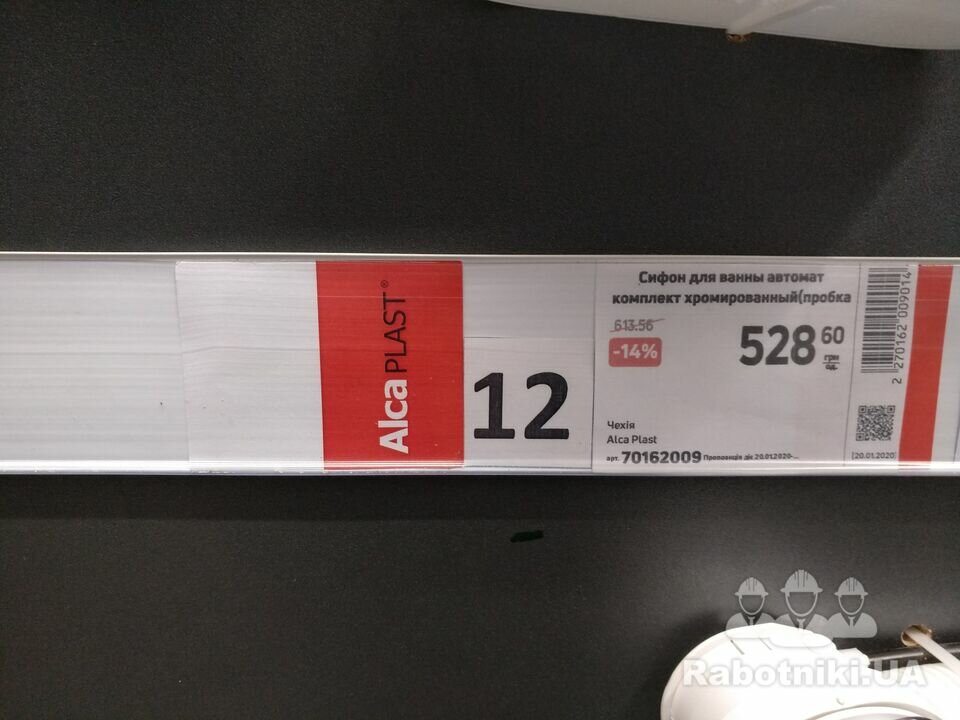 Alca PLAST®
12
Сифон для ванны автомат
комплект хромированный(пробка
613.56
-14%
528 60
грн
од.
Чехія
Alca Plast
арт. 70162009 Пропозиція діє 20.01.2020-...
2 270162 009014
[20.01.2020]
Rabotniki.UA